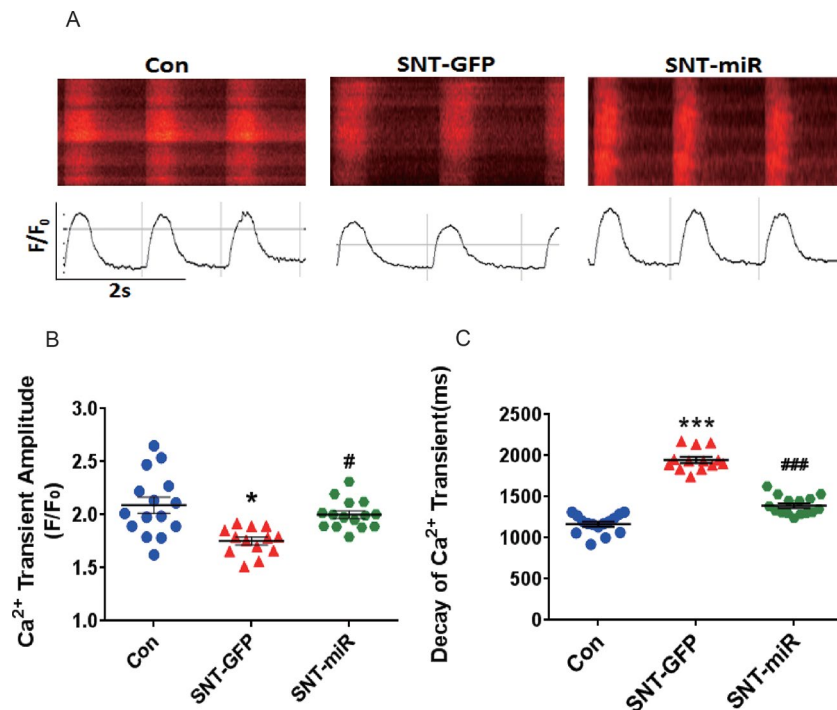 A
Con SNT-GFP SNT-miR
F/F₀
2s
B
Ca²⁺ Transient Amplitude
(F/F₀)
3.0
2.5
2.0
1.5
1.0
*
#
Con SNT-GFP SNT-miR
C
Decay of Ca²⁺ Transient(ms)
2500
2000
1500
1000
500
0
***
###
Con SNT-GFP SNT-miR